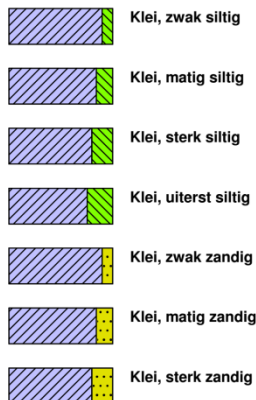 Klei, zwak siltig
Klei, matig siltig
Klei, sterk siltig
Klei, uiterst siltig
Klei, zwak zandig
Klei, matig zandig
Klei, sterk zandig